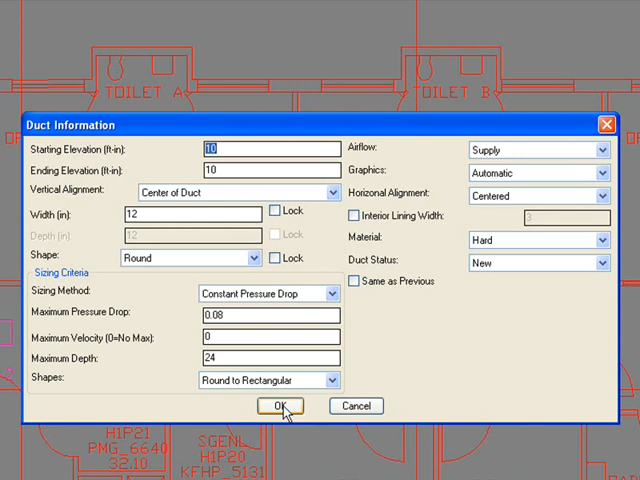 TOILET A
TOILET B
Duct Information
Starting Elevation (ft-in):
10
Ending Elevation (ft-in):
10
Vertical Alignment:
Center of Duct
Width (in):
12
Lock
Depth (in):
12
Lock
Shape:
Round
Lock
Sizing Criteria
Sizing Method:
Constant Pressure Drop
Maximum Pressure Drop:
0.08
Maximum Velocity (0=No Max):
0
Maximum Depth:
24
Shapes:
Round to Rectangular
Airflow:
Supply
Graphics:
Automatic
Horizonal Alignment:
Centered
Interior Lining Width:
3
Material:
Hard
Duct Status:
New
Same as Previous
OK
Cancel
H1P21
PMG_6640
32.10
SGENL
H1P20
KFHP_5131